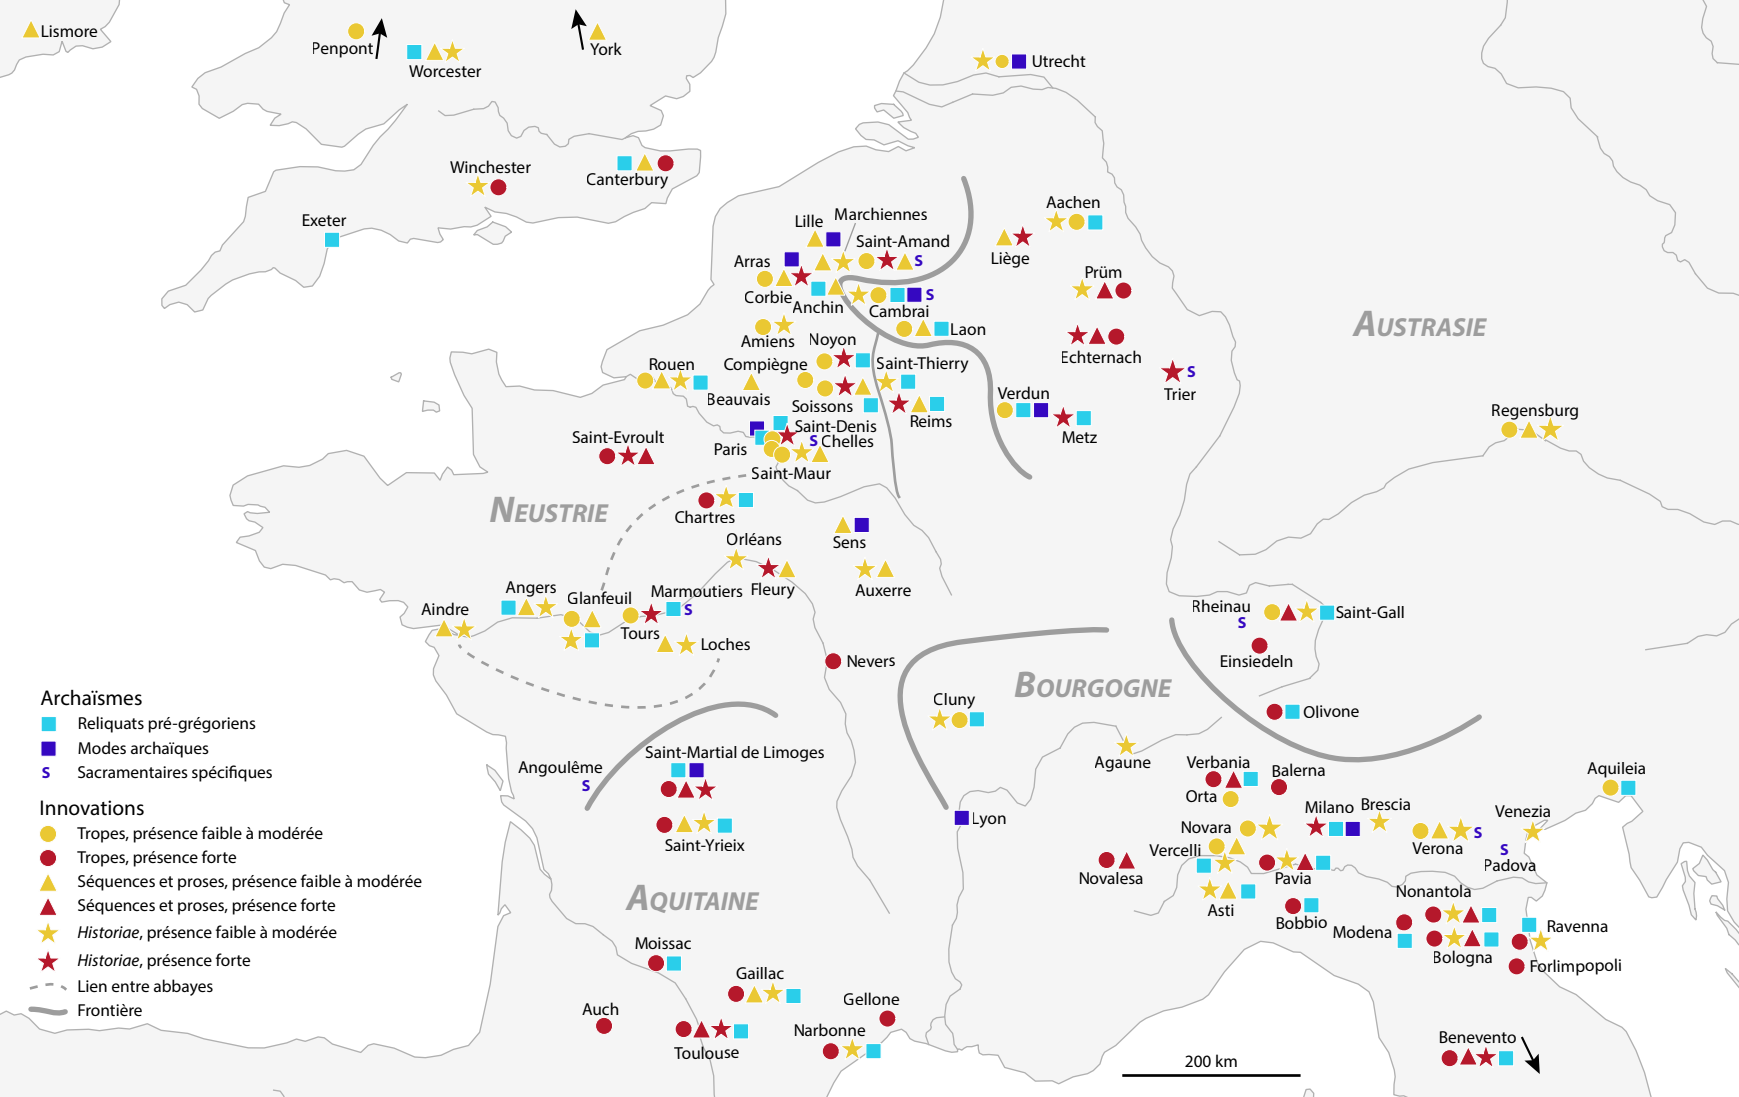 Lismore
Penpont
Worcester
York
Utrecht
Winchester
Canterbury
Exeter
Aachen
Lille
Marchiennes
Saint-Amand
S
Liège
Arras
Prüm
Corbie
Anchin
S
Cambrai
Amiens
Noyon
Laon
AUSTRASIE
Echternach
Rouen
Compiègne
Saint-Thierry
S
Trier
Beauvais
Soissons
Verdun
Reims
Metz
Regensburg
Saint-Evroult
Saint-Denis
Paris
S Chelles
Saint-Maur
NEUSTRIE
Chartres
Orléans
Sens
Fleury
Auxerre
Angers
Glanfeuil
Marmoutiers
S
Aindre
Tours
Loches
Rheinau
S
Saint-Gall
Einsiedeln
Nevers
BOURGOGNE
Cluny
Olivone
Archaïsmes
Reliquats pré-grégoriens
Modes archaïques
S Sacramentaires spécifiques
Innovations
Tropes, présence faible à modérée
Tropes, présence forte
Séquences et proses, présence faible à modérée
Séquences et proses, présence forte
Historiae, présence faible à modérée
Historiae, présence forte
Lien entre abbayes
Frontière
Saint-Martial de Limoges
Angoulême
S
Saint-Yrieix
Agaune
Verbania
Balerna
Aquileia
Orta
Lyon
Milano
Brescia
Venezia
Novara
S
Verona
S
Padova
Vercelli
Novalesa
Pavia
Nonantola
AQUITAINE
Asti
Bobbio
Modena
Ravenna
Bologna
Forlimpopoli
Moissac
Gaillac
Gellone
Auch
Narbonne
Toulouse
Benevento
200 km